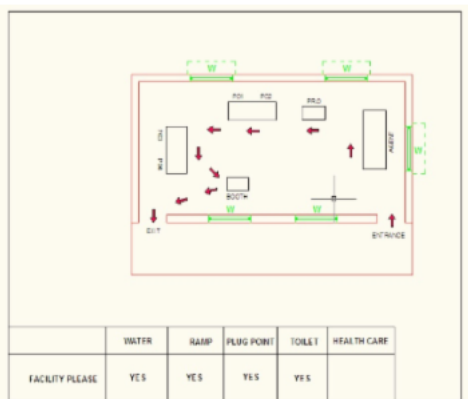 W W
PO1 PO2
PRO
AGENT
W
W W
BOOTH
EXIT
ENTRANCE
WATER RAMP PLUG POINT TOILET HEALTH CARE
FACILITY PLEASE YES YES YES YES